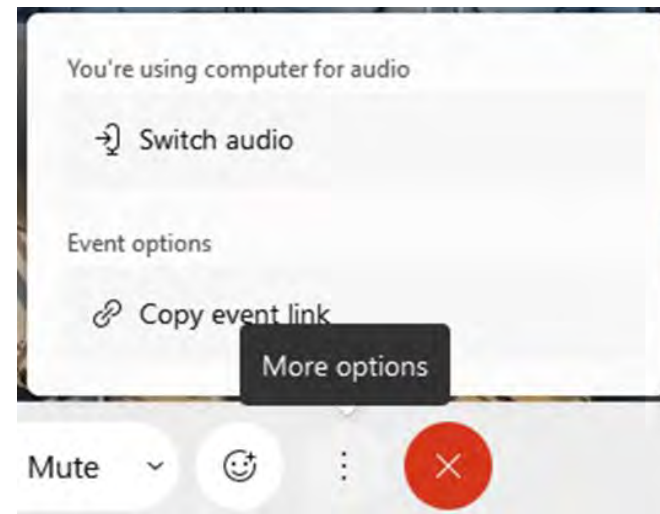 You're using computer for audio
Switch audio
Event options
Copy event link
More options
Mute